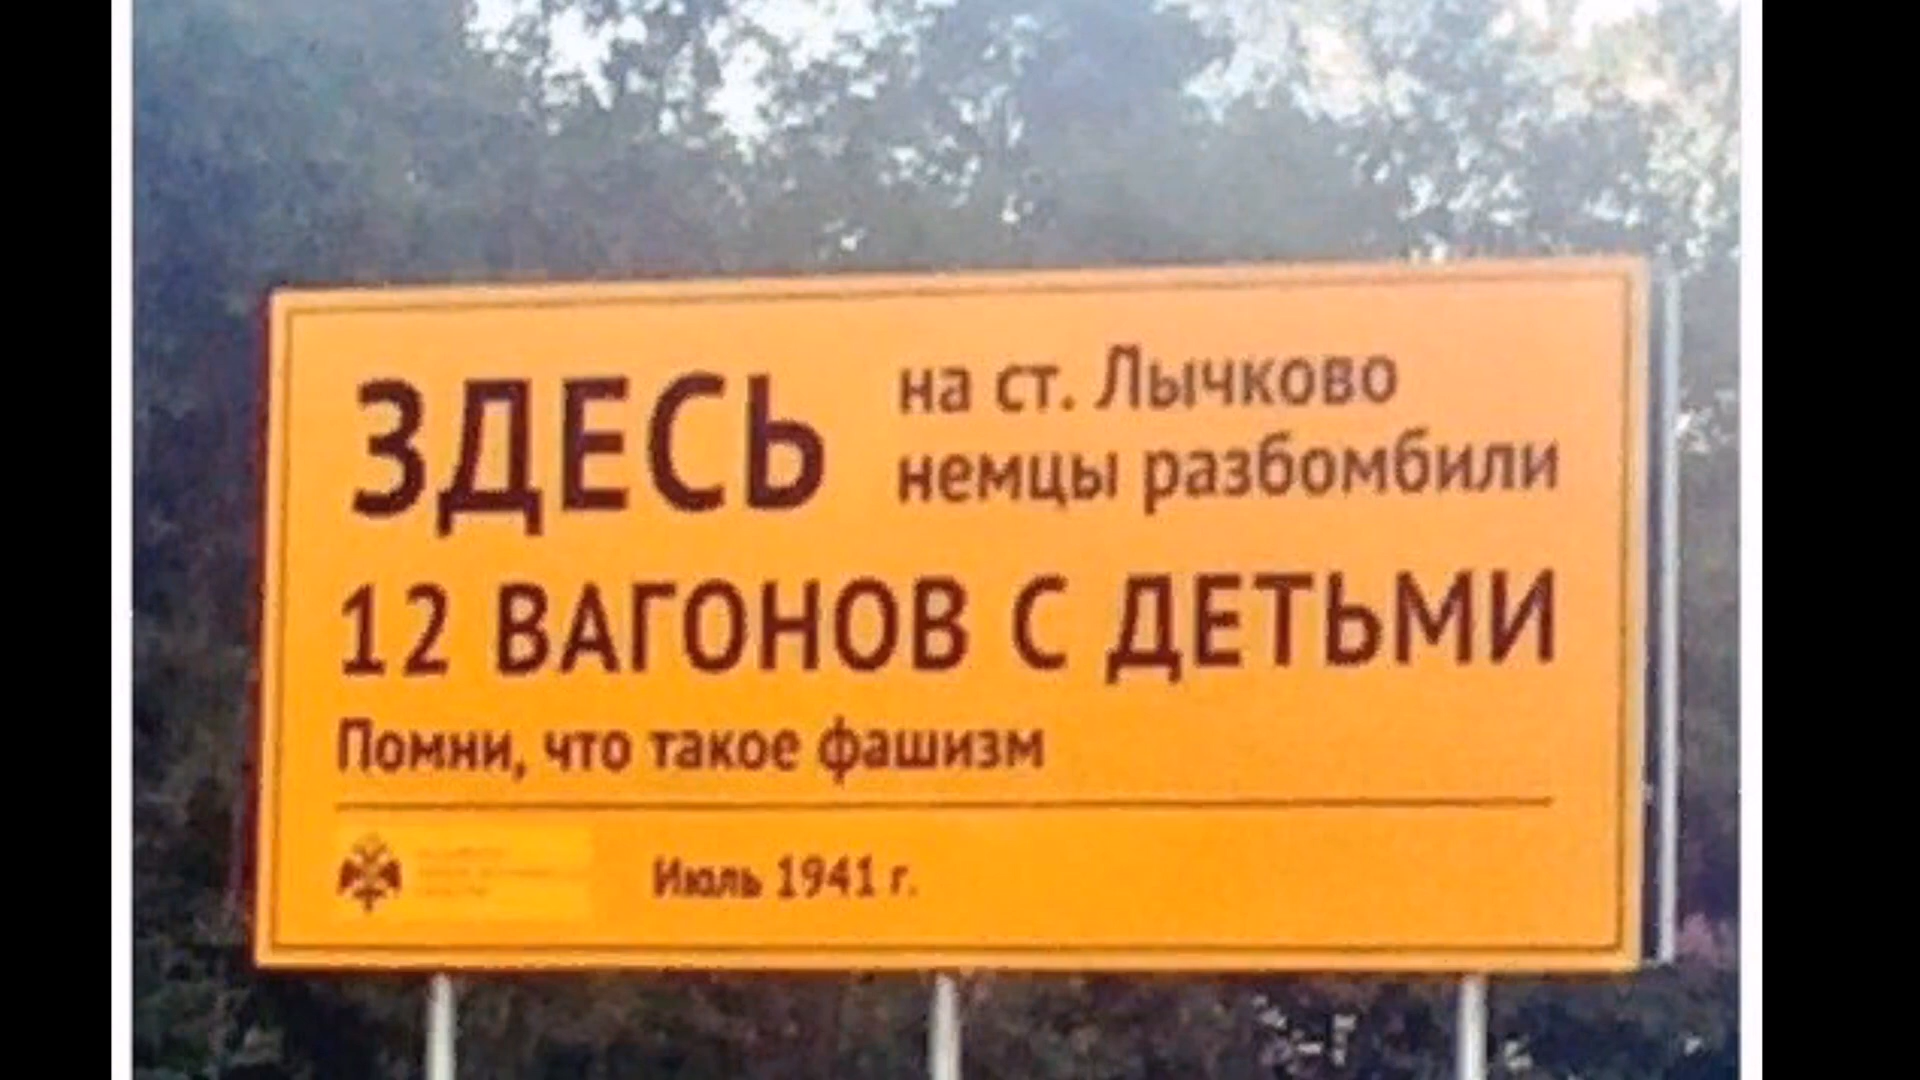 ЗДЕСЬ на ст. Лычково
немцы разбомбили
12 ВАГОНОВ С ДЕТЬМИ
Помни, что такое фашизм
Июль 1941 г.